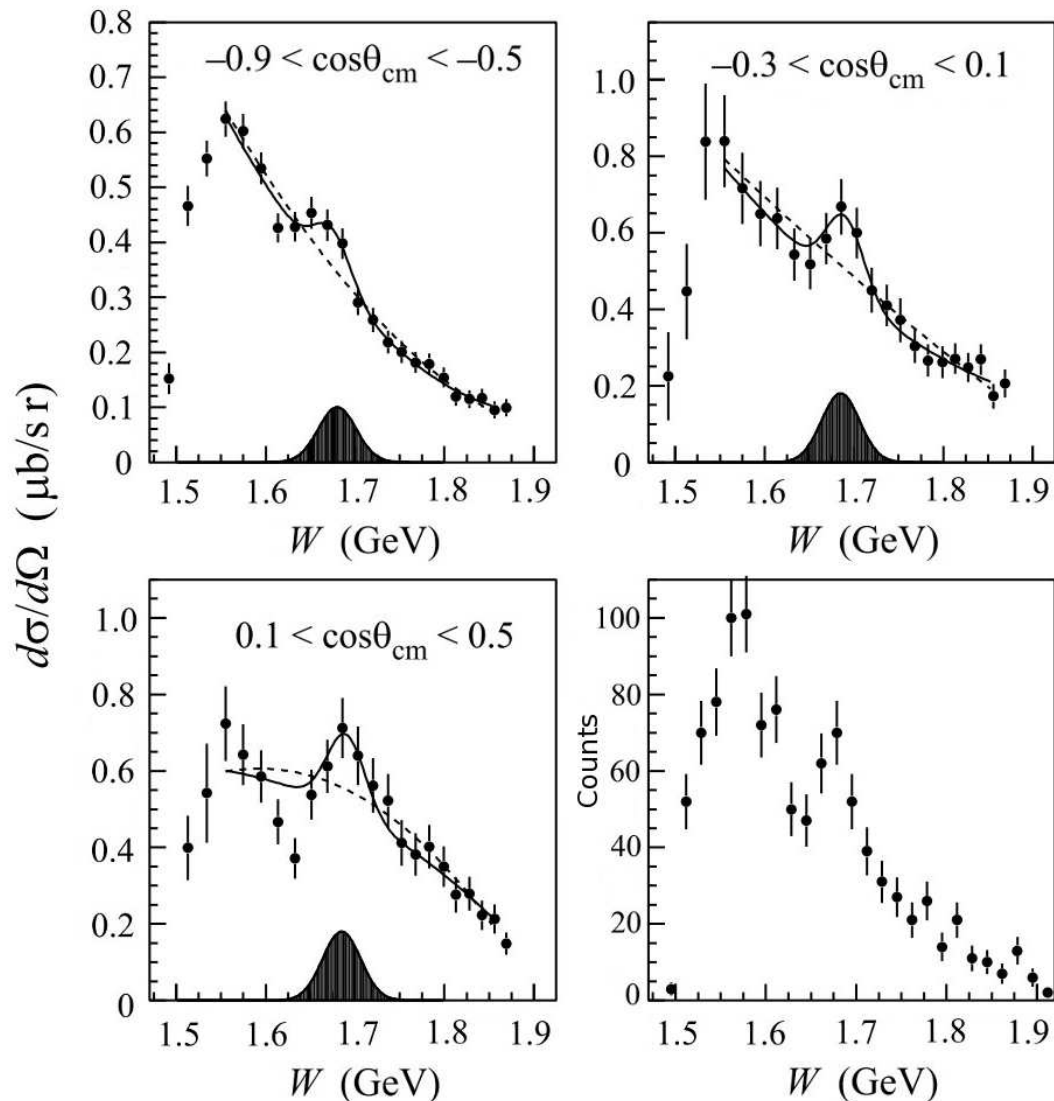 dσ/dΩ (μb/s r)
−0.9 < cosθcm < −0.5
0.8
0.7
0.6
0.5
0.4
0.3
0.2
0.1
0
1.5 1.6 1.7 1.8 1.9
W (GeV)
−0.3 < cosθcm < 0.1
1.0
0.8
0.6
0.4
0.2
0
1.5 1.6 1.7 1.8 1.9
W (GeV)
0.1 < cosθcm < 0.5
1.0
0.8
0.6
0.4
0.2
0
1.5 1.6 1.7 1.8 1.9
W (GeV)
Counts
100
80
60
40
20
0
1.5 1.6 1.7 1.8 1.9
W (GeV)